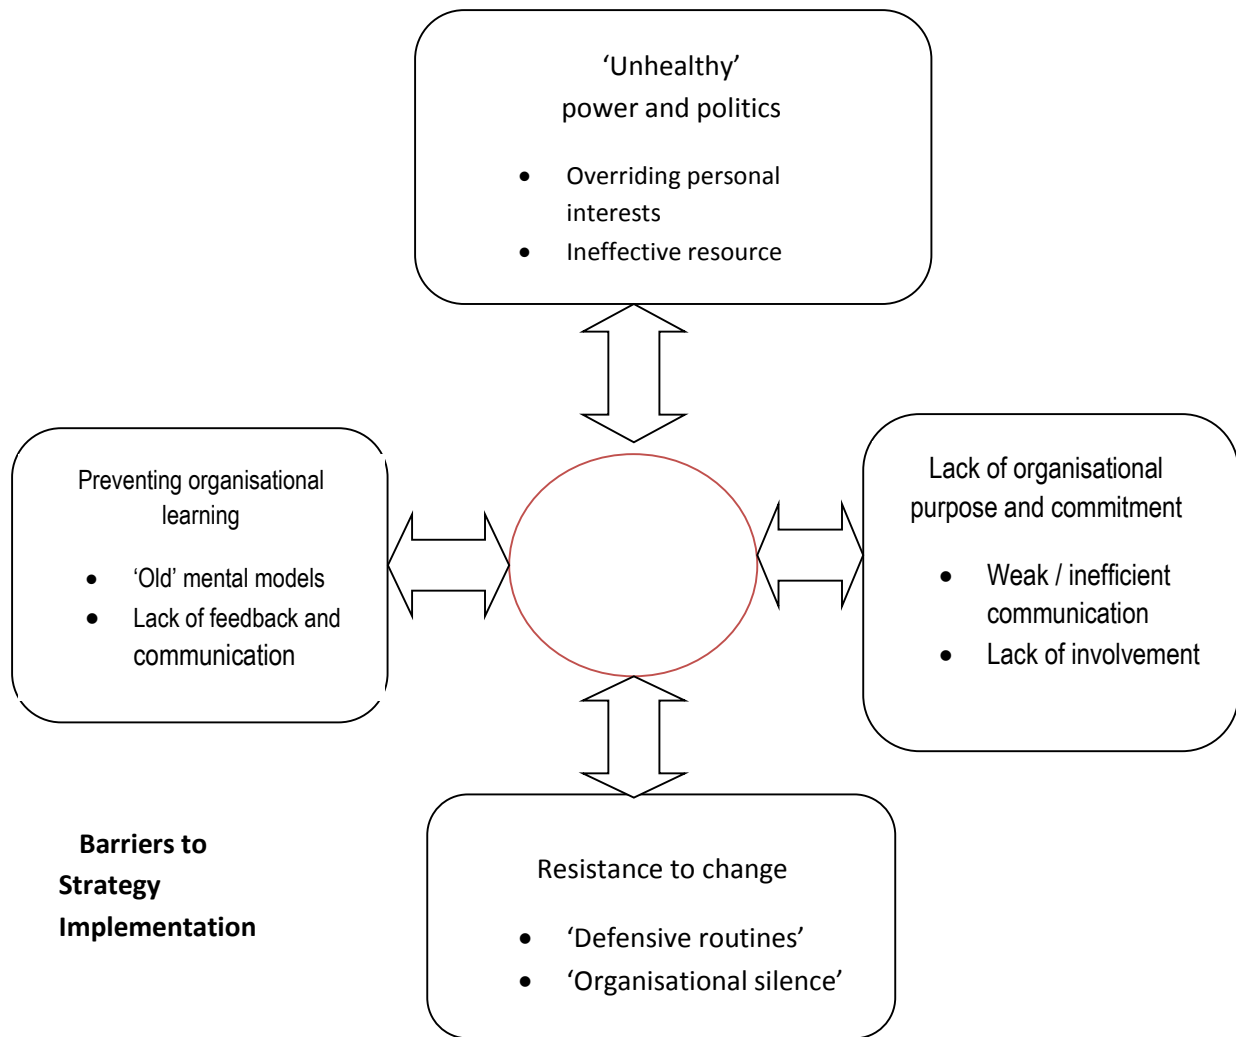 ‘Unhealthy’
power and politics
• Overriding personal
interests
• Ineffective resource
Preventing organisational
learning
• ‘Old’ mental models
• Lack of feedback and
communication
Lack of organisational
purpose and commitment
• Weak / inefficient
communication
• Lack of involvement
Resistance to change
• ‘Defensive routines’
• ‘Organisational silence’
Barriers to
Strategy
Implementation